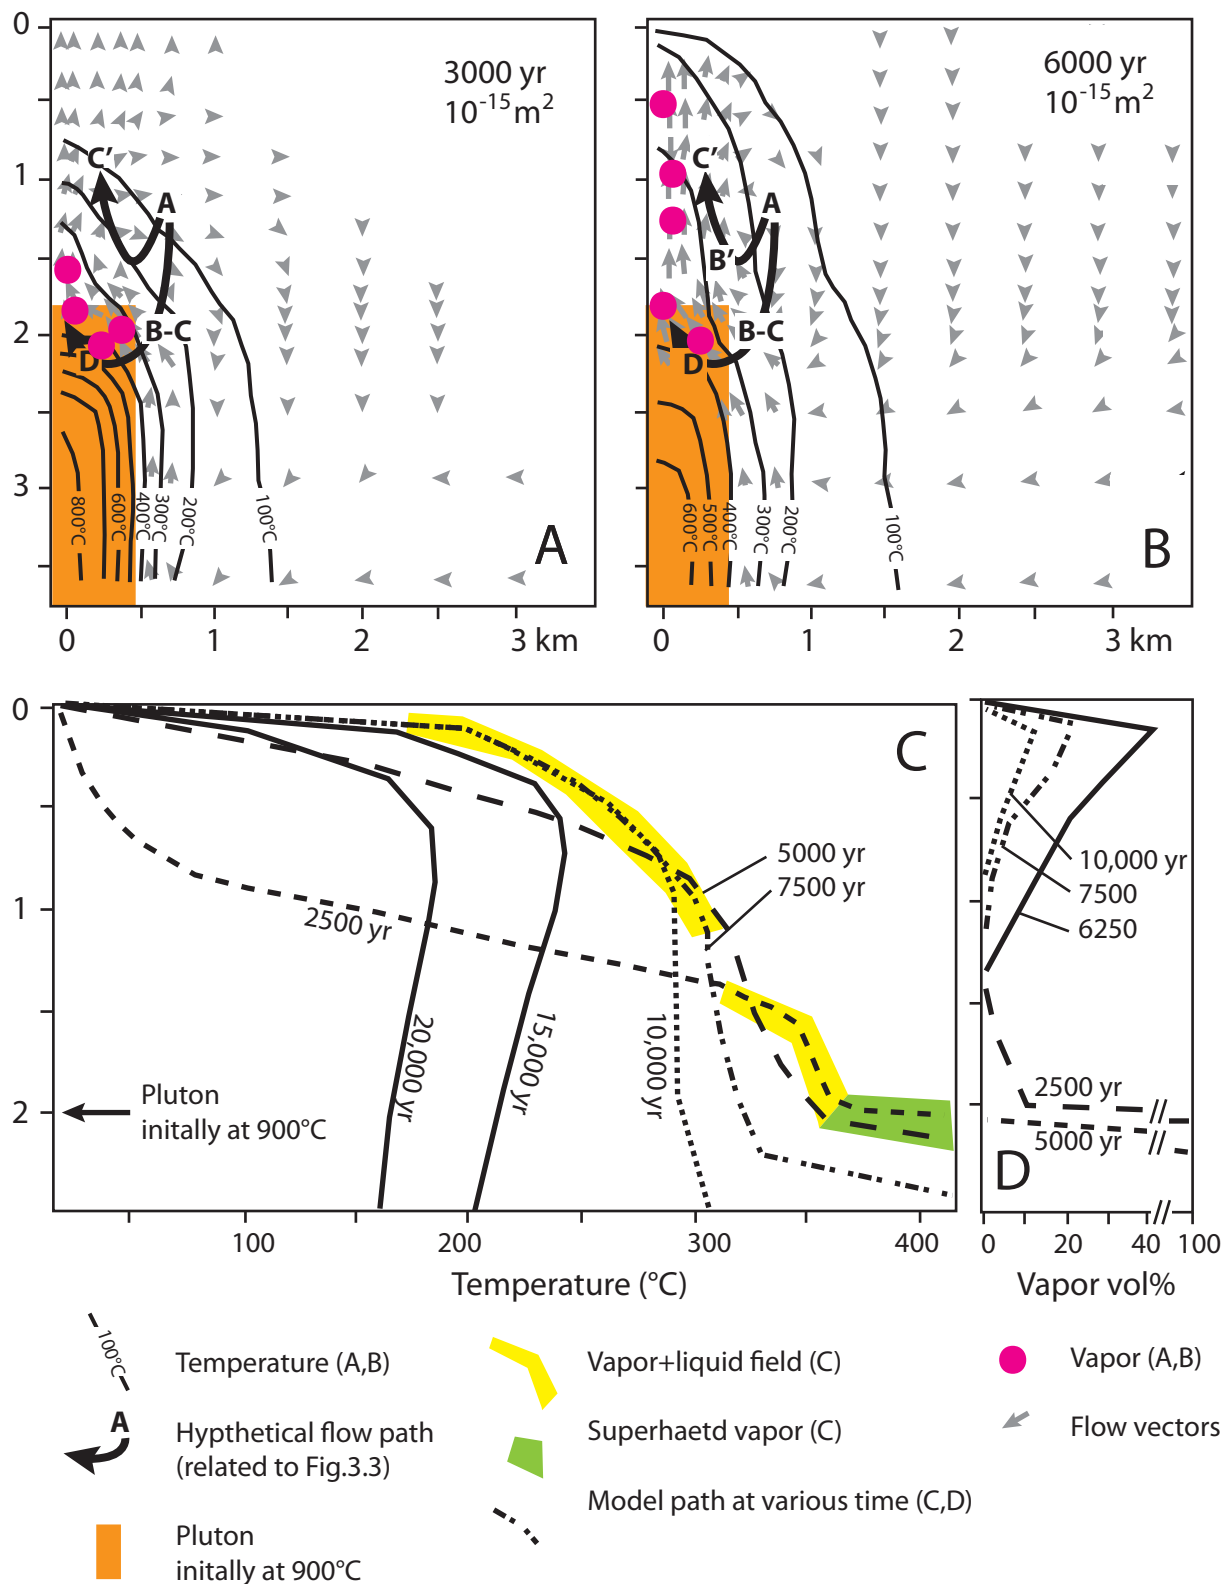 0
1
2
3
3000 yr
10⁻¹⁵m²
C’
A
B-C
D
800°C
600°C
400°C
300°C
200°C
100°C
A
0 1 2 3 km
6000 yr
10⁻¹⁵m²
C’
A
B’
B-C
D
600°C
500°C
400°C
300°C
200°C
100°C
B
0 1 2 3 km
0
1
2
C
5000 yr
7500 yr
2500 yr
20,000 yr
15,000 yr
10,000 yr
Pluton
initally at 900°C
100 200 300 400
Temperature (°C)
10,000 yr
7500
6250
2500 yr
5000 yr
D
0 20 40 100
Vapor vol%
100°C
Temperature (A,B)
A
Hypthetical flow path
(related to Fig.3.3)
Pluton
initally at 900°C
Vapor+liquid field (C)
Superhaetd vapor (C)
Model path at various time (C,D)
Vapor (A,B)
Flow vectors